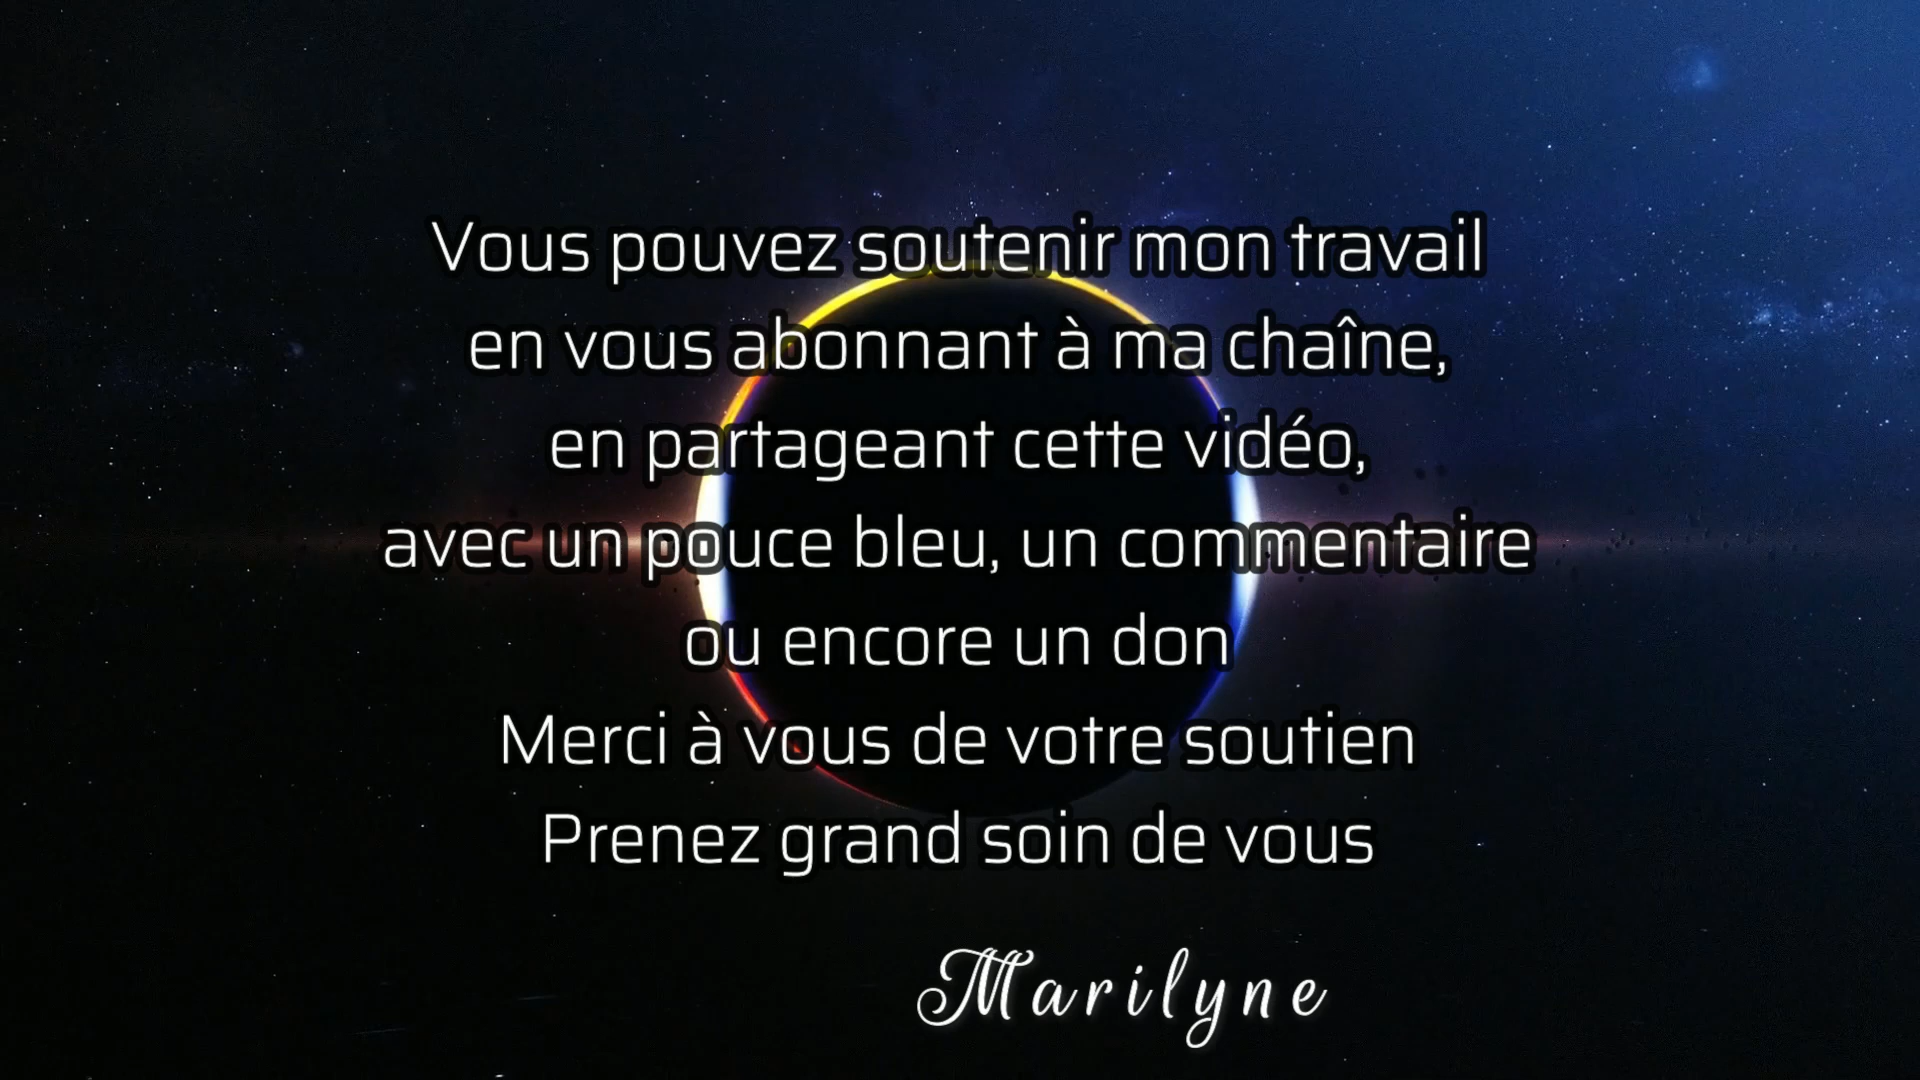 Vous pouvez soutenir mon travail
en vous abonnant à ma chaîne,
en partageant cette vidéo,
avec un pouce bleu, un commentaire
ou encore un don
Merci à vous de votre soutien
Prenez grand soin de vous
Marilyne